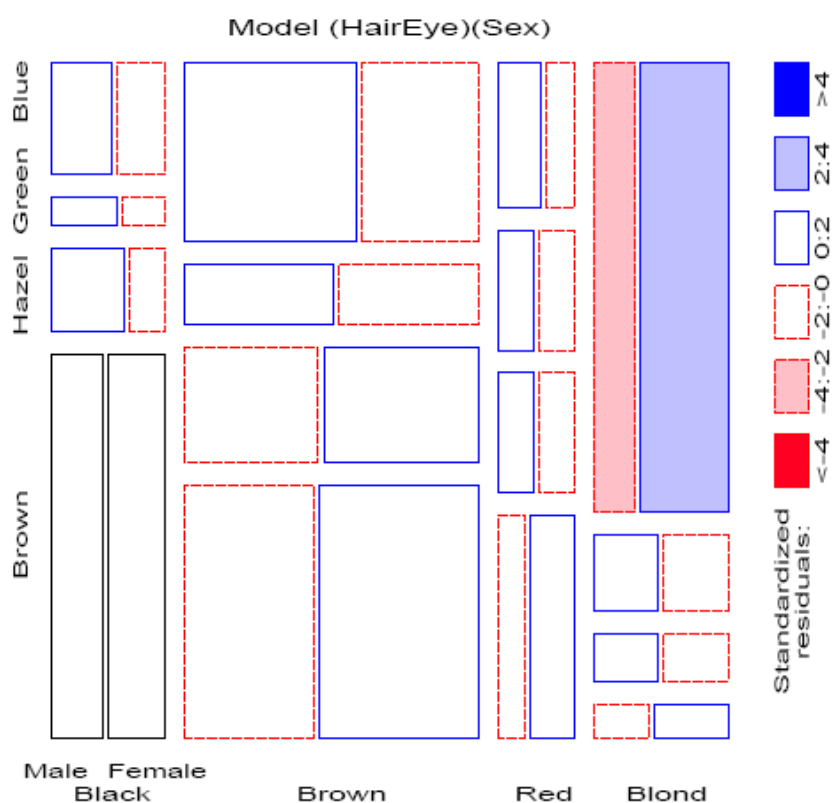 Model (HairEye)(Sex)
Blue
Green
Hazel
Brown
Male Female
Black Brown Red Blond
>4
2:4
0:2
-2:-0
-4:-2
<-4
Standardized
residuals: